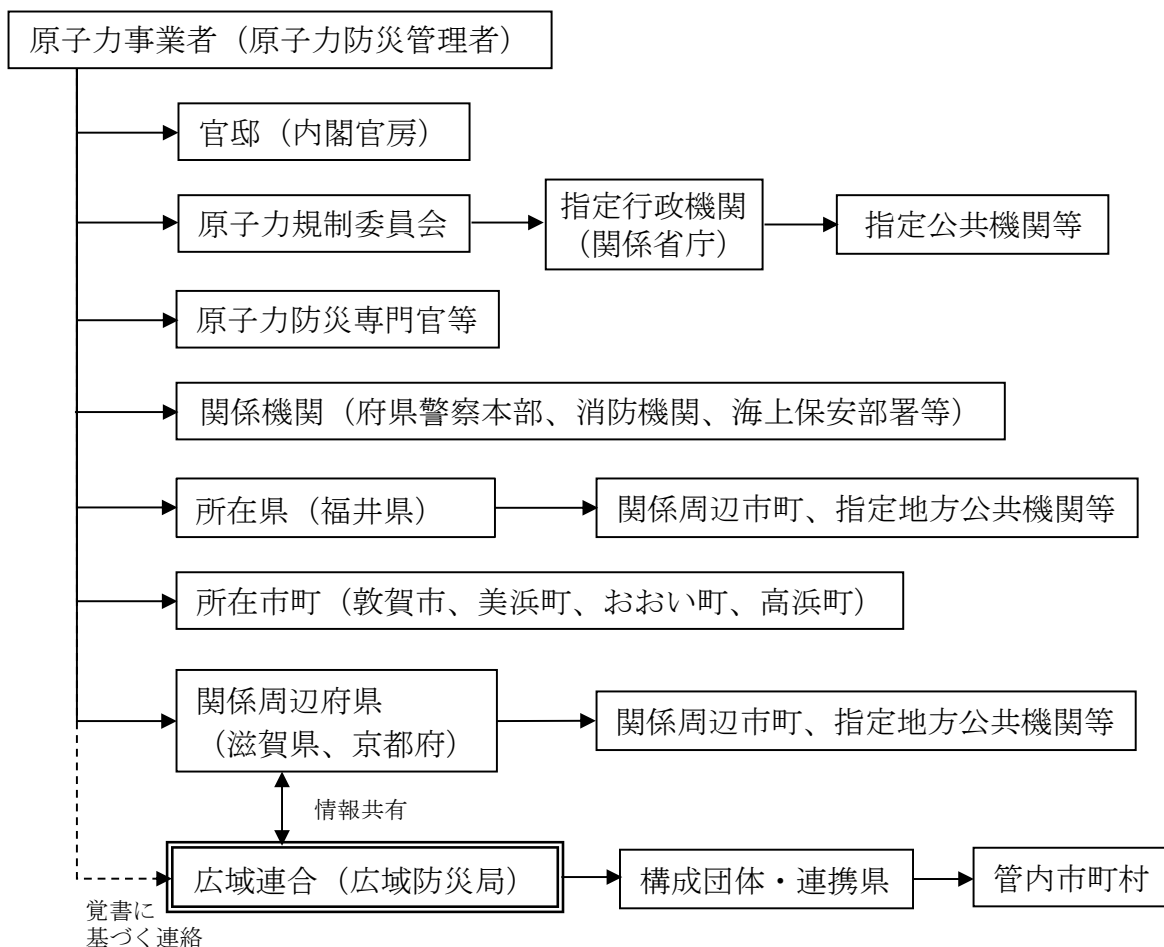 原子力事業者（原子力防災管理者）
官邸（内閣官房）
原子力規制委員会
指定行政機関
（関係省庁）
指定公共機関等
原子力防災専門官等
関係機関（府県警察本部、消防機関、海上保安部署等）
所在県（福井県）
関係周辺市町、指定地方公共機関等
所在市町（敦賀市、美浜町、おおい町、高浜町）
関係周辺府県
（滋賀県、京都府）
関係周辺市町、指定地方公共機関等
情報共有
広域連合（広域防災局）
構成団体・連携県
管内市町村
覚書に
基づく連絡